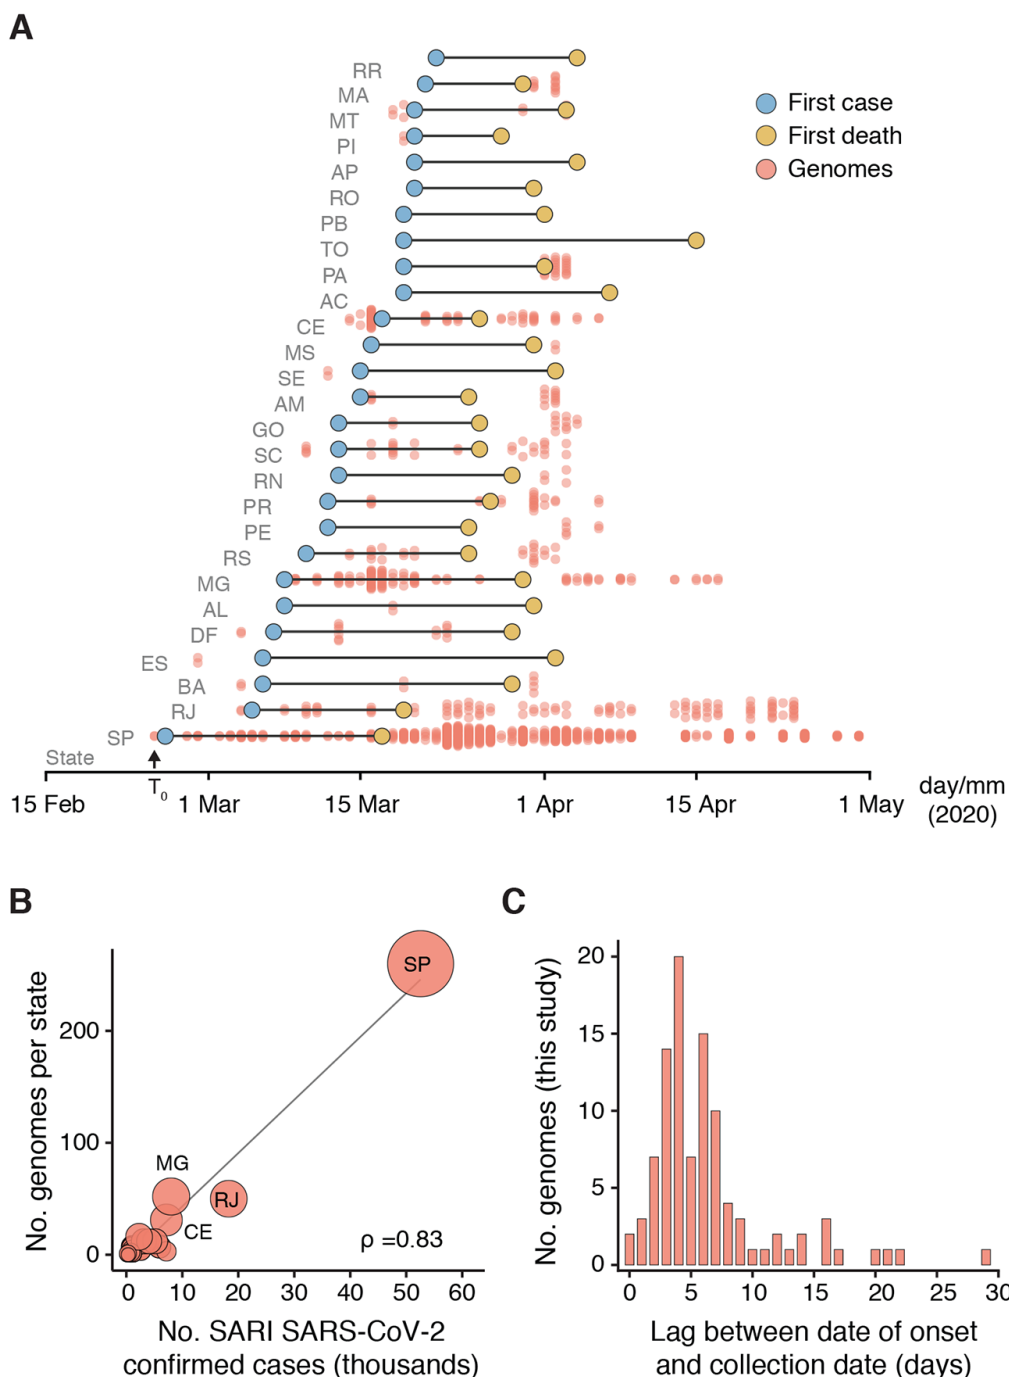 A
RR
MA
MT
PI
AP
RO
PB
TO
PA
AC
CE
MS
SE
AM
GO
SC
RN
PR
PE
RS
MG
AL
DF
ES
BA
RJ
SP
State
First case
First death
Genomes
T0
15 Feb 1 Mar 15 Mar 1 Apr 15 Apr 1 May
day/mm
(2020)
B
No. genomes per state
200
100
0
SP
MG
RJ
CE
ρ =0.83
0 10 20 30 40 50 60
No. SARI SARS-CoV-2
confirmed cases (thousands)
C
No. genomes (this study)
20
15
10
5
0
0 5 10 15 20 25 30
Lag between date of onset
and collection date (days)